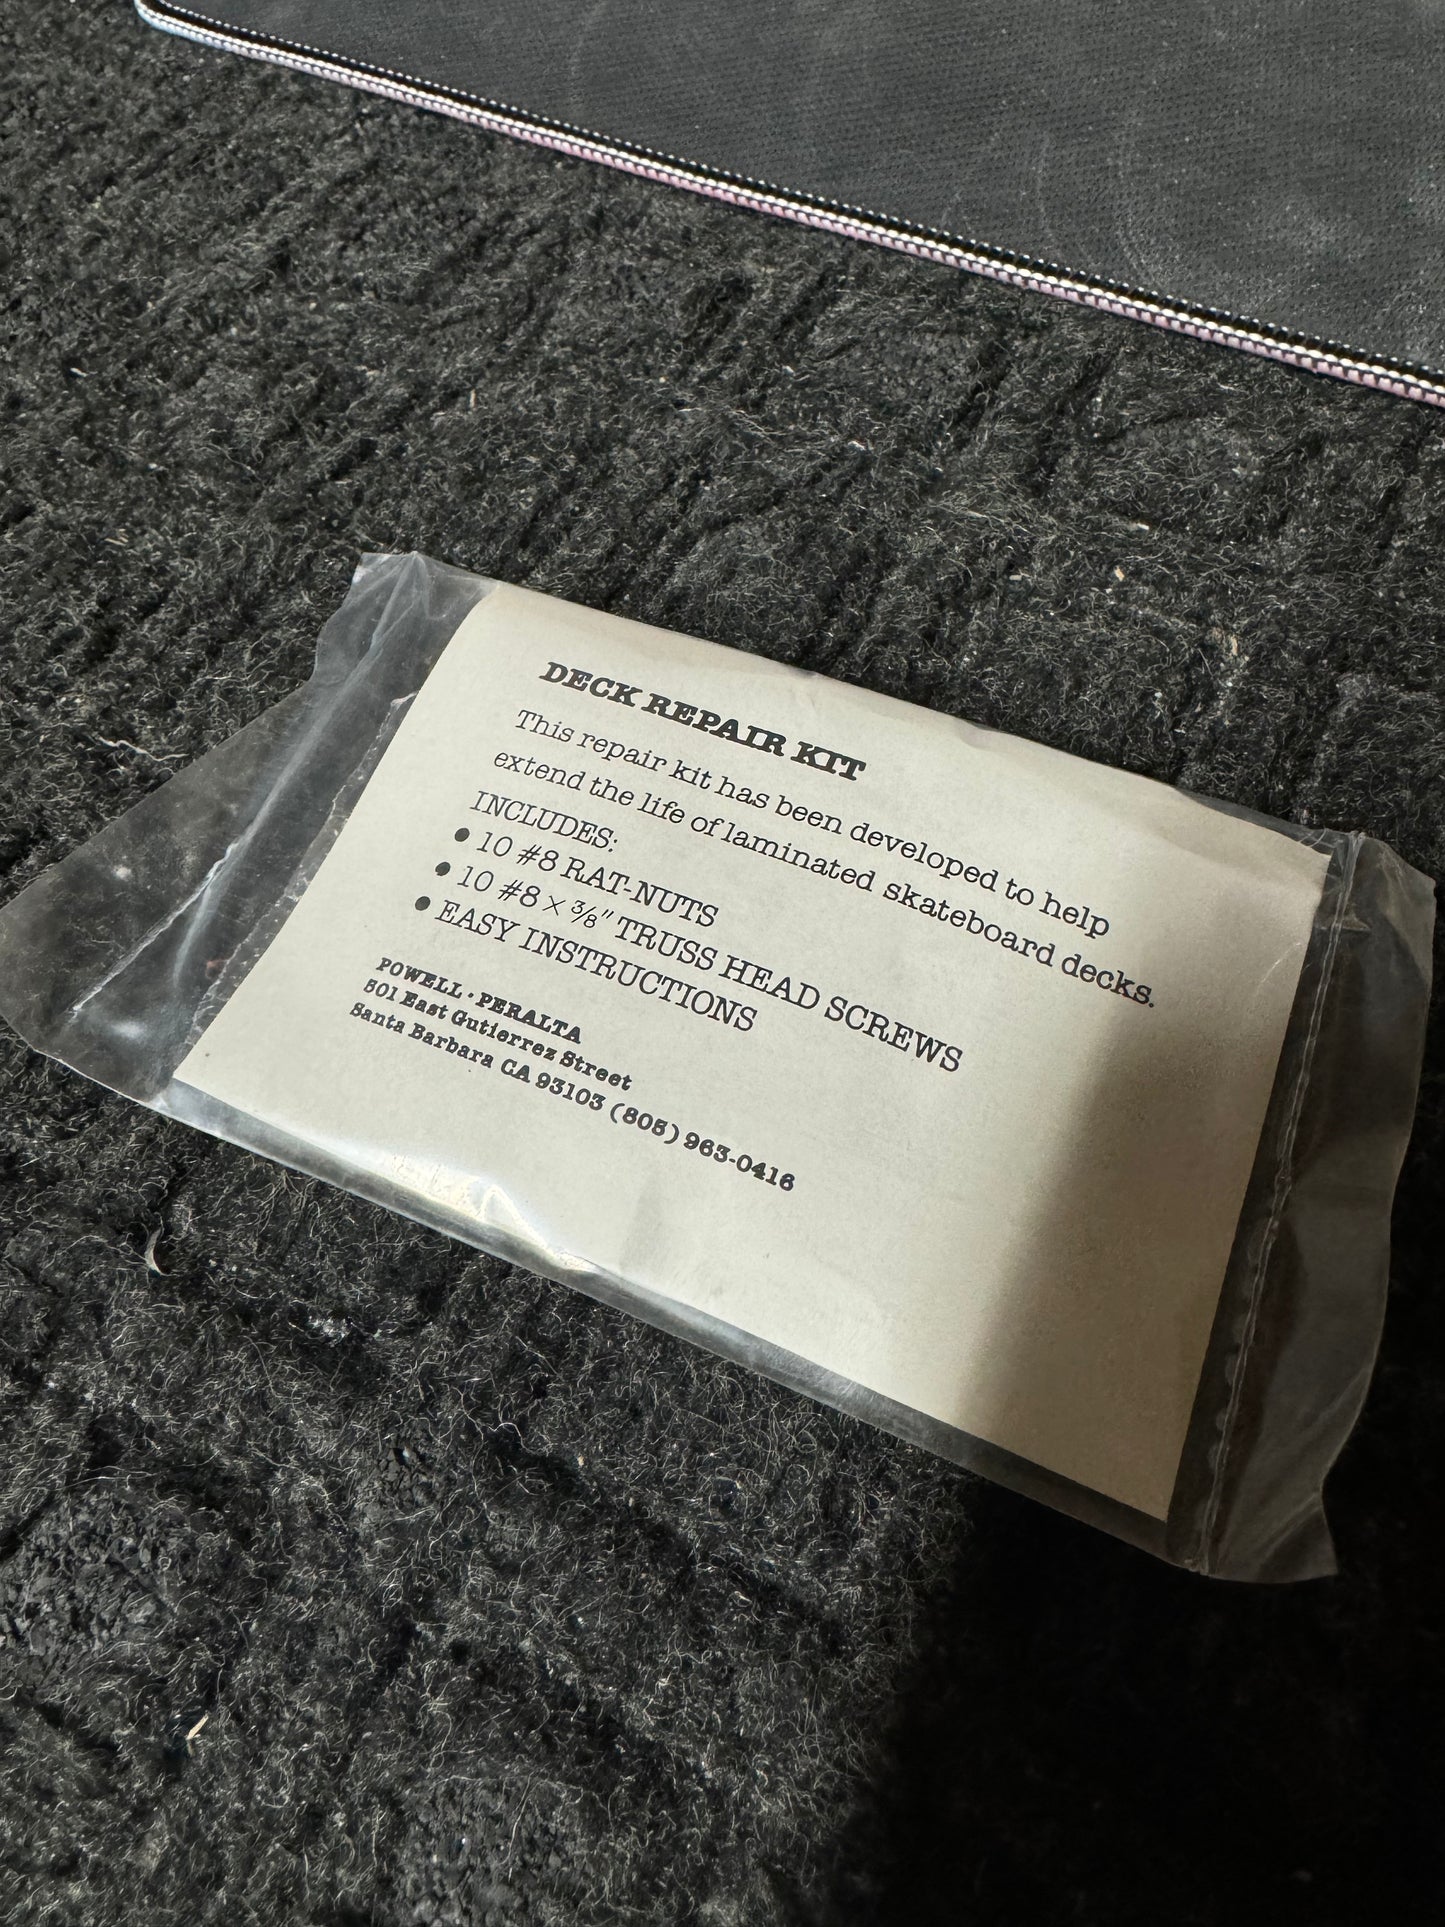 DECK REPAIR KIT
This repair kit has been developed to help
extend the life of laminated skateboard decks.
INCLUDES:
● 10 #8 RAT-NUTS
● 10 #8 × 3/8" TRUSS HEAD SCREWS
● EASY INSTRUCTIONS
POWELL · PERALTA
501 East Gutierrez Street
Santa Barbara CA 93103 (805) 963-0416